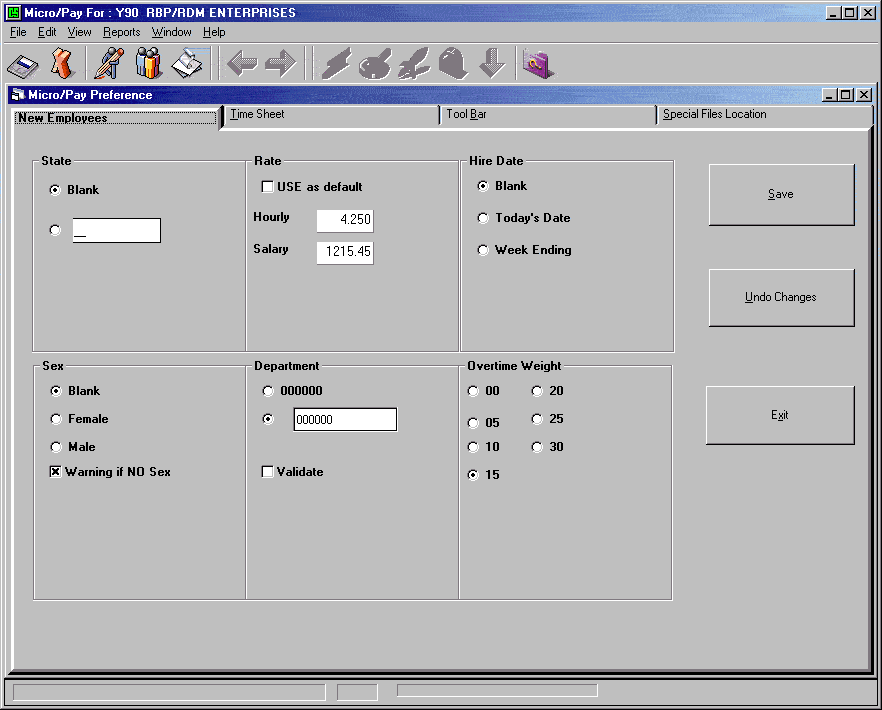 Micro/Pay For : Y90 RBP/RDM ENTERPRISES
File Edit View Reports Window Help
Micro/Pay Preference
New Employees Time Sheet Tool Bar Special Files Location
State
Blank
__
Rate
USE as default
Hourly 4.250
Salary 1215.45
Hire Date
Blank
Today's Date
Week Ending
Save
Undo Changes
Exit
Sex
Blank
Female
Male
Warning if NO Sex
Department
000000
000000
Validate
Overtime Weight
00 20
05 25
10 30
15